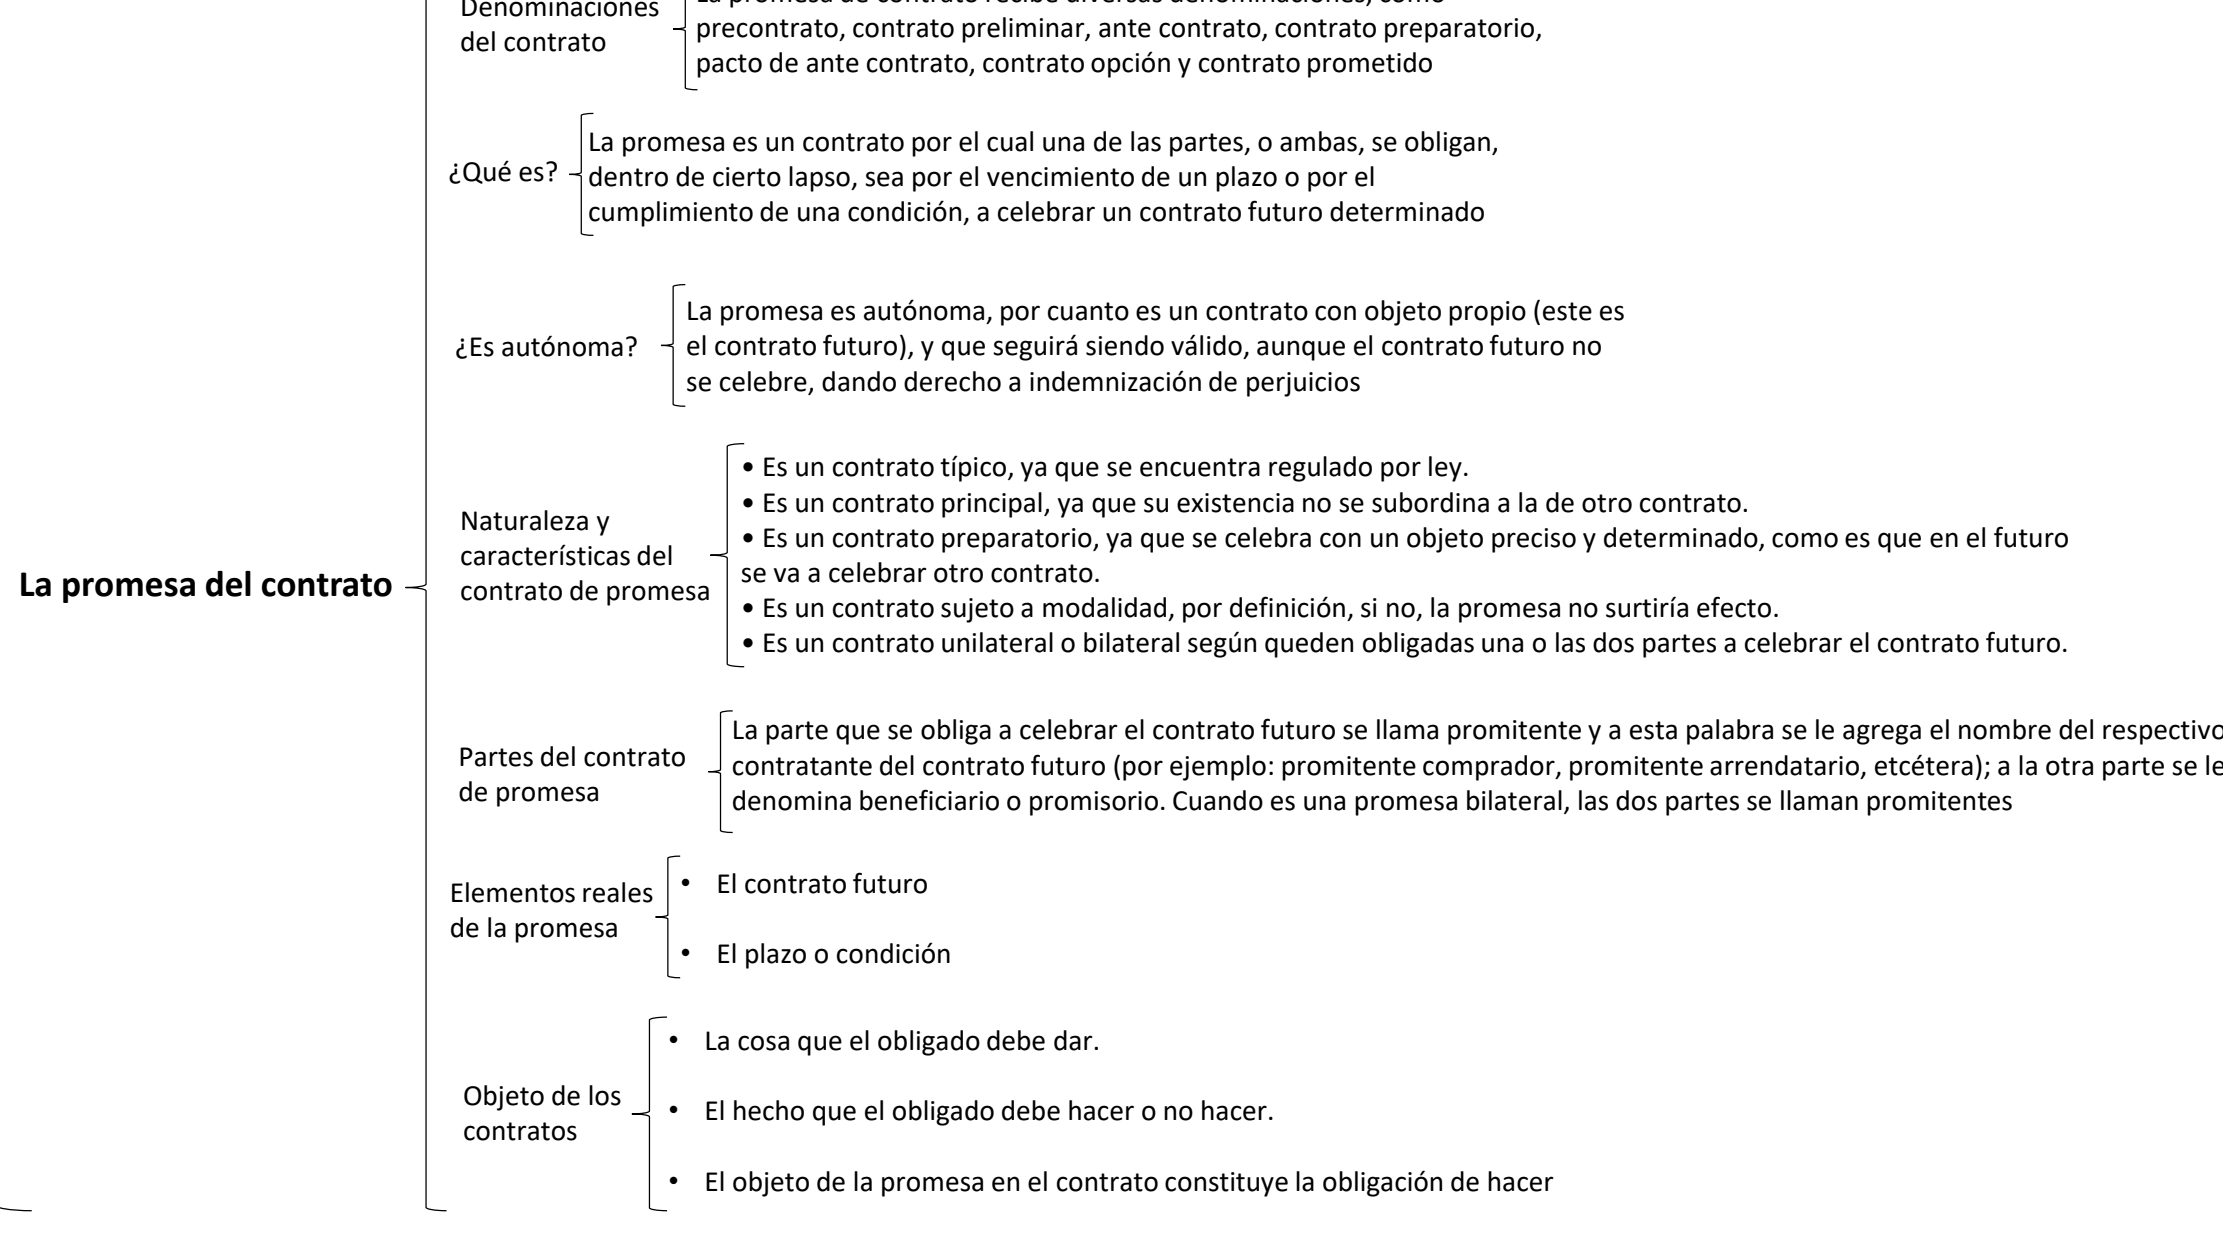 Denominaciones
del contrato
La promesa de contrato recibe diversas denominaciones, como
precontrato, contrato preliminar, ante contrato, contrato preparatorio,
pacto de ante contrato, contrato opción y contrato prometido
¿Qué es?
La promesa es un contrato por el cual una de las partes, o ambas, se obligan,
dentro de cierto lapso, sea por el vencimiento de un plazo o por el
cumplimiento de una condición, a celebrar un contrato futuro determinado
¿Es autónoma?
La promesa es autónoma, por cuanto es un contrato con objeto propio (este es
el contrato futuro), y que seguirá siendo válido, aunque el contrato futuro no
se celebre, dando derecho a indemnización de perjuicios
La promesa del contrato
Naturaleza y
características del
contrato de promesa
• Es un contrato típico, ya que se encuentra regulado por ley.
• Es un contrato principal, ya que su existencia no se subordina a la de otro contrato.
• Es un contrato preparatorio, ya que se celebra con un objeto preciso y determinado, como es que en el futuro
se va a celebrar otro contrato.
• Es un contrato sujeto a modalidad, por definición, si no, la promesa no surtiría efecto.
• Es un contrato unilateral o bilateral según queden obligadas una o las dos partes a celebrar el contrato futuro.
Partes del contrato
de promesa
La parte que se obliga a celebrar el contrato futuro se llama promitente y a esta palabra se le agrega el nombre del respectivo
contratante del contrato futuro (por ejemplo: promitente comprador, promitente arrendatario, etcétera); a la otra parte se le
denomina beneficiario o promisorio. Cuando es una promesa bilateral, las dos partes se llaman promitentes
Elementos reales
de la promesa
• El contrato futuro
• El plazo o condición
Objeto de los
contratos
• La cosa que el obligado debe dar.
• El hecho que el obligado debe hacer o no hacer.
• El objeto de la promesa en el contrato constituye la obligación de hacer